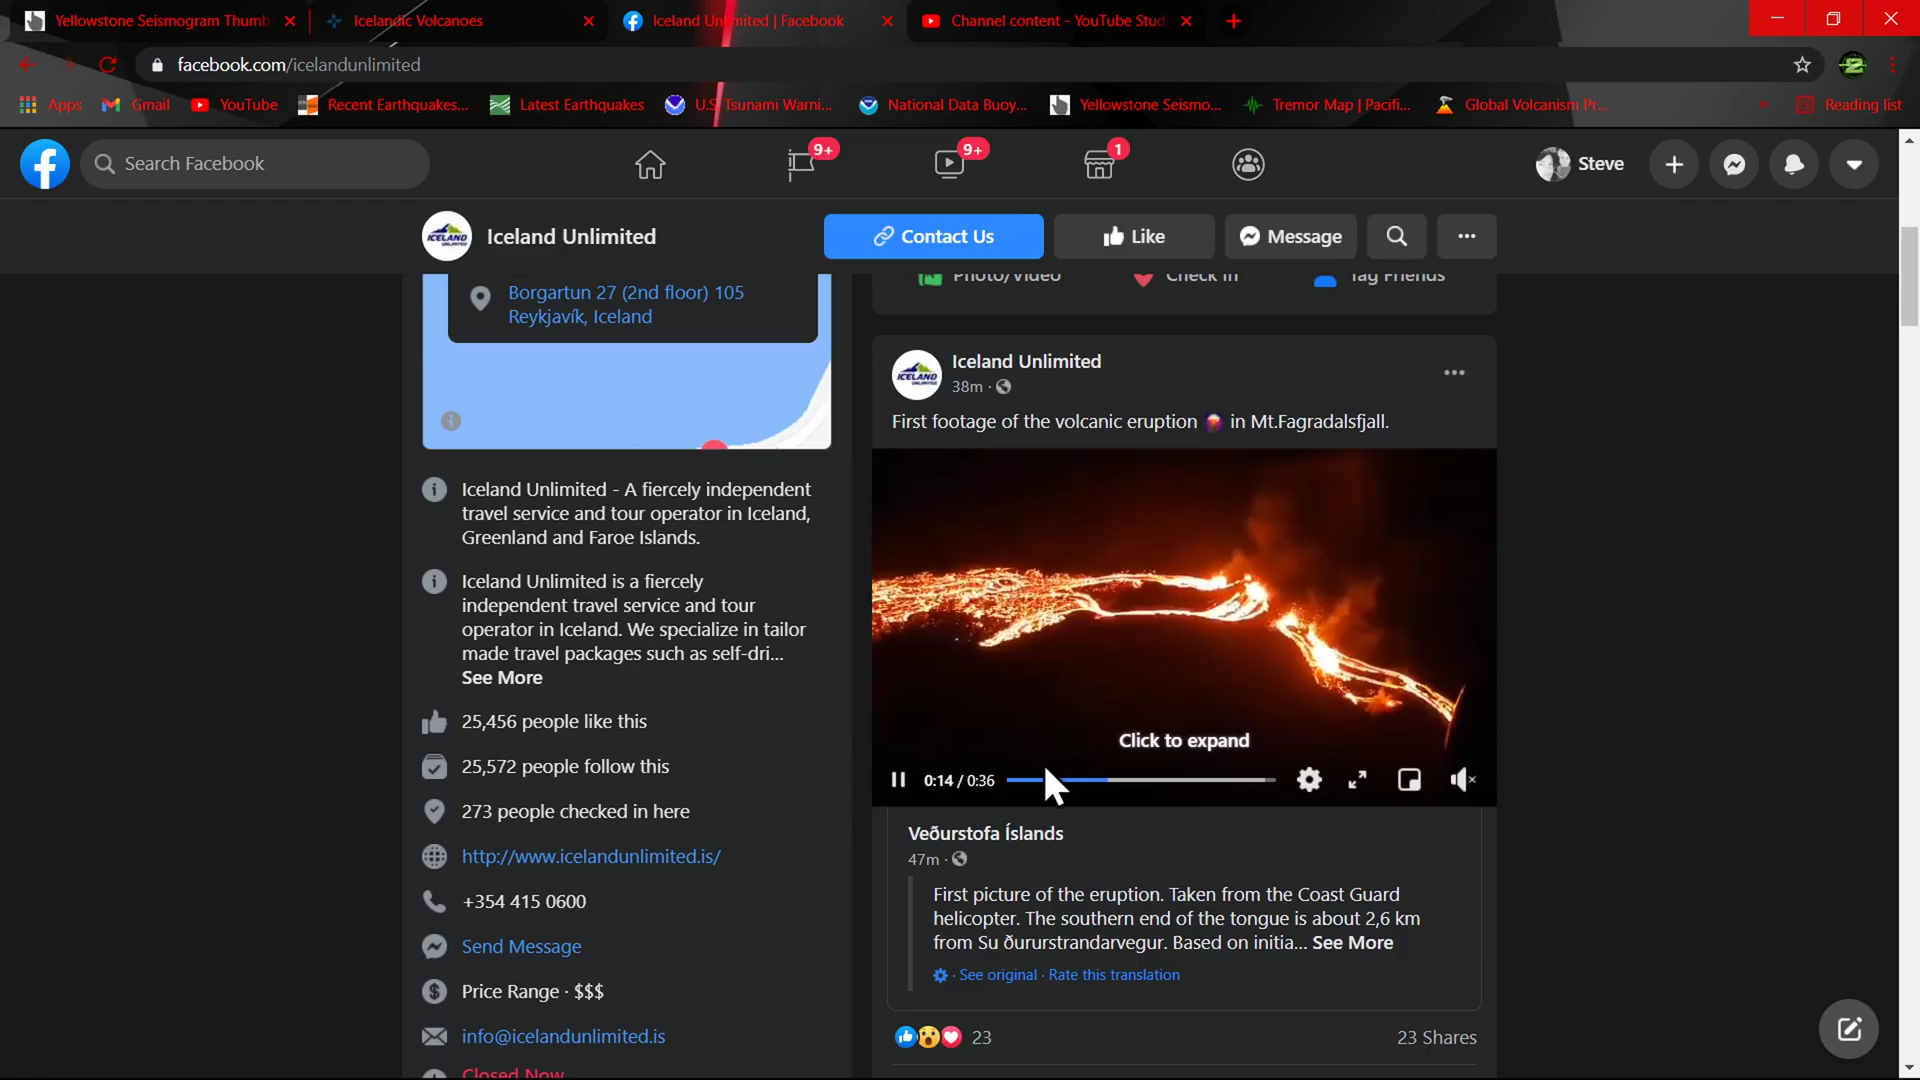 Yellowstone Seismogram Thumb
Icelandic Volcanoes
Iceland Unlimited | Facebook
Channel content - YouTube Stud
facebook.com/icelandunlimited
Apps
Gmail
YouTube
Recent Earthquakes...
Latest Earthquakes
U.S. Tsunami Warni...
National Data Buoy...
Yellowstone Seismo...
Tremor Map | Pacifi...
Global Volcanism Pr...
Reading list
Search Facebook
9+
9+
1
Steve
Iceland Unlimited
Contact Us
Like
Message
Photo/Video
Check in
Tag Friends
Borgartun 27 (2nd floor) 105
Reykjavík, Iceland
Iceland Unlimited
38m ·
First footage of the volcanic eruption 🌋 in Mt.Fagradalsfjall.
Iceland Unlimited - A fiercely independent
travel service and tour operator in Iceland,
Greenland and Faroe Islands.
Iceland Unlimited is a fiercely
independent travel service and tour
operator in Iceland. We specialize in tailor
made travel packages such as self-dri...
See More
25,456 people like this
25,572 people follow this
273 people checked in here
http://www.icelandunlimited.is/
+354 415 0600
Send Message
Price Range · $$$
info@icelandunlimited.is
Closed Now
Click to expand
0:14 / 0:36
Veðurstofa Íslands
47m ·
First picture of the eruption. Taken from the Coast Guard
helicopter. The southern end of the tongue is about 2,6 km
from Su ðururstrandarvegur. Based on initia... See More
· See original · Rate this translation
23
23 Shares